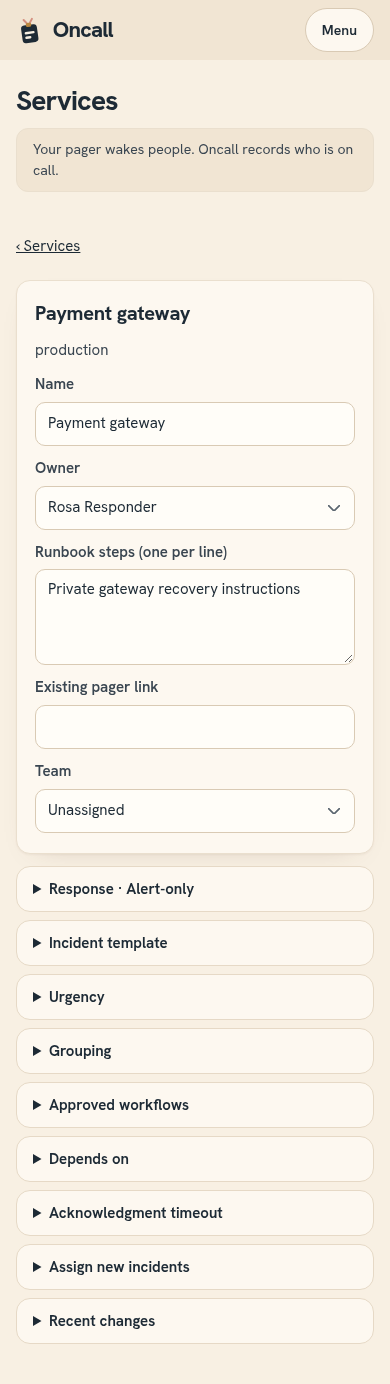 Oncall
Menu
Services
Your pager wakes people. Oncall records who is on
call.
‹ Services
Payment gateway
production
Name
Payment gateway
Owner
Rosa Responder
Runbook steps (one per line)
Private gateway recovery instructions
Existing pager link
Team
Unassigned
Response · Alert-only
Incident template
Urgency
Grouping
Approved workflows
Depends on
Acknowledgment timeout
Assign new incidents
Recent changes